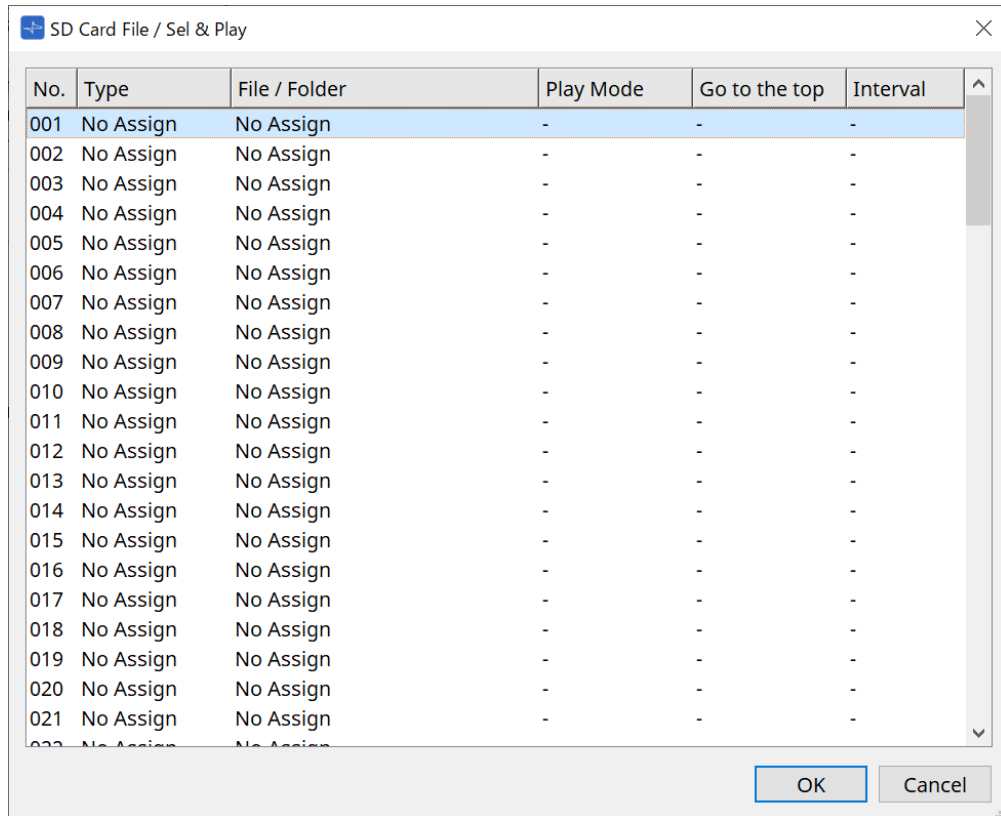 SD Card File / Sel & Play
No. Type File / Folder Play Mode Go to the top Interval
001 No Assign No Assign - - -
002 No Assign No Assign - - -
003 No Assign No Assign - - -
004 No Assign No Assign - - -
005 No Assign No Assign - - -
006 No Assign No Assign - - -
007 No Assign No Assign - - -
008 No Assign No Assign - - -
009 No Assign No Assign - - -
010 No Assign No Assign - - -
011 No Assign No Assign - - -
012 No Assign No Assign - - -
013 No Assign No Assign - - -
014 No Assign No Assign - - -
015 No Assign No Assign - - -
016 No Assign No Assign - - -
017 No Assign No Assign - - -
018 No Assign No Assign - - -
019 No Assign No Assign - - -
020 No Assign No Assign - - -
021 No Assign No Assign - - -
022 No Assign No Assign
OK Cancel